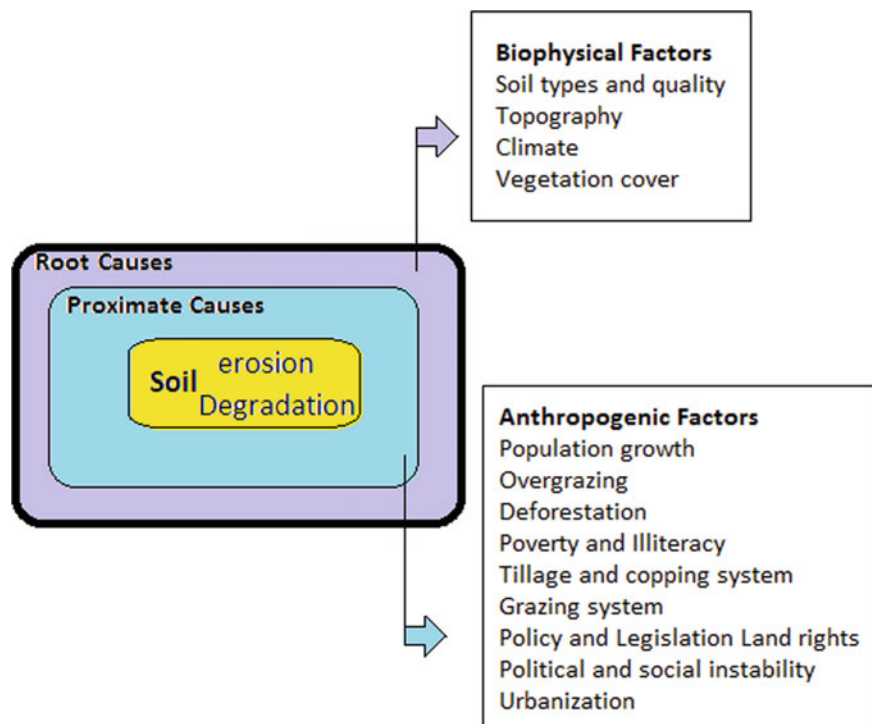 Biophysical Factors
Soil types and quality
Topography
Climate
Vegetation cover
Root Causes
Proximate Causes
Soil erosion
Degradation
Anthropogenic Factors
Population growth
Overgrazing
Deforestation
Poverty and Illiteracy
Tillage and copping system
Grazing system
Policy and Legislation Land rights
Political and social instability
Urbanization